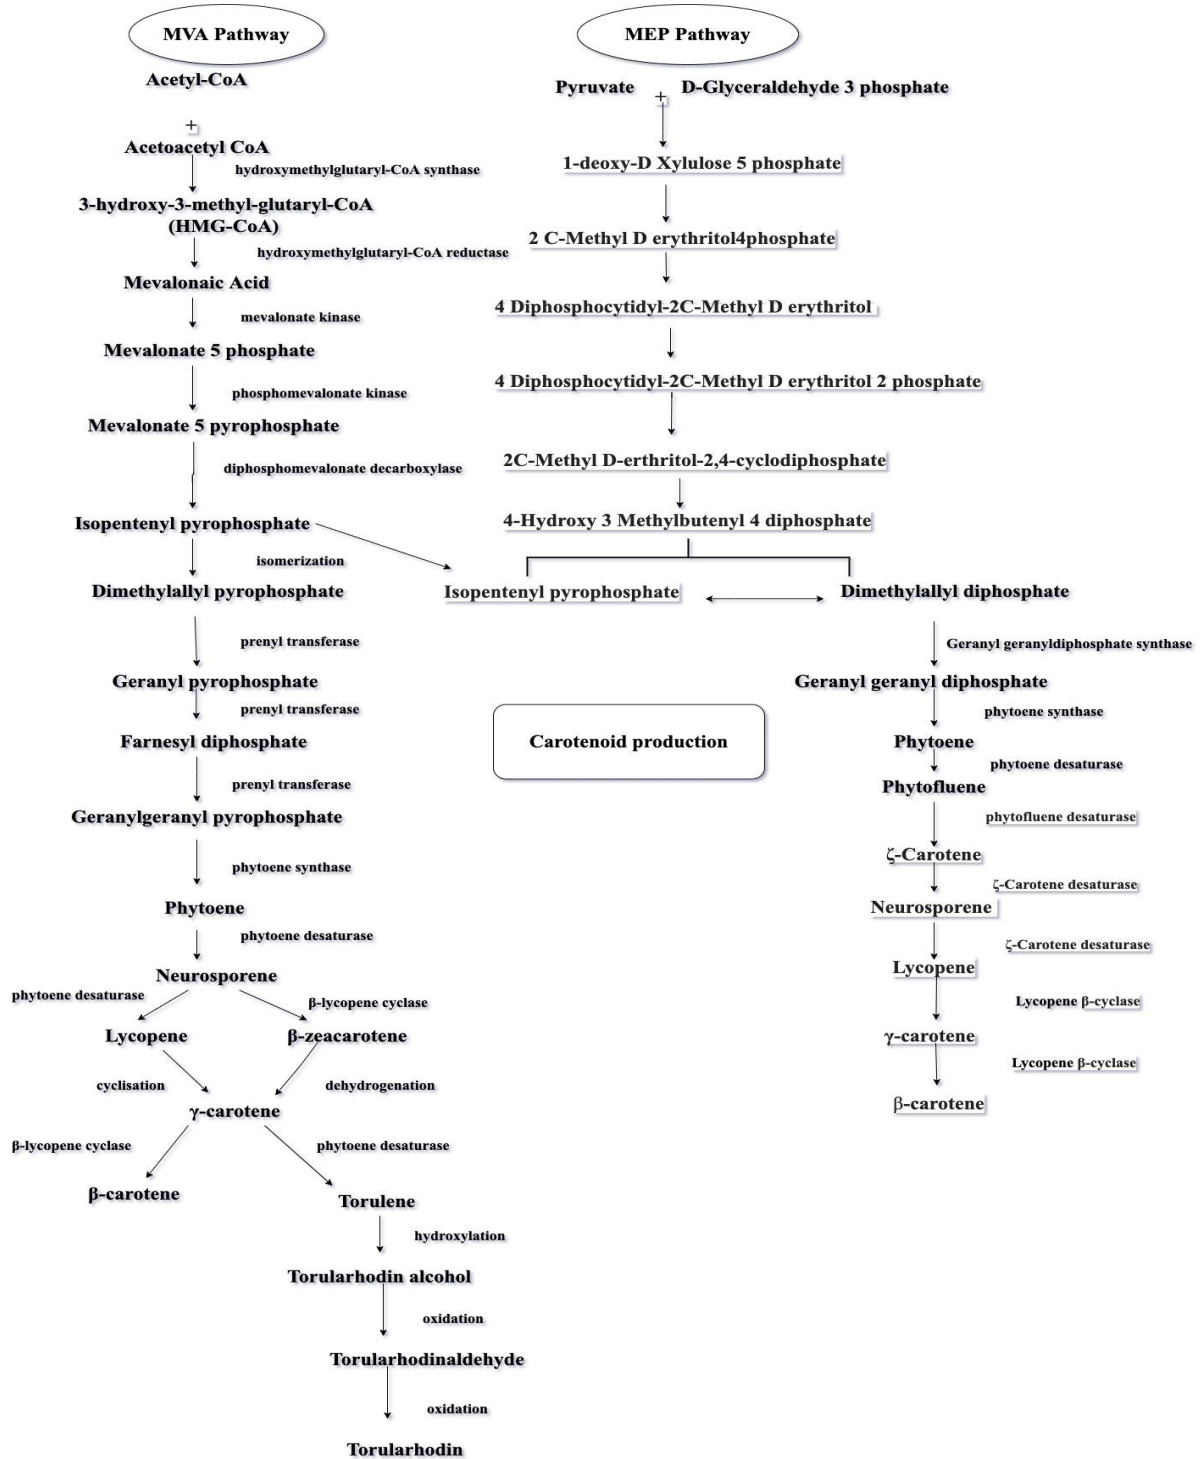 MVA Pathway
Acetyl-CoA
+
Acetoacetyl CoA
hydroxymethylglutaryl-CoA synthase
3-hydroxy-3-methyl-glutaryl-CoA
(HMG-CoA)
hydroxymethylglutaryl-CoA reductase
Mevalonaic Acid
mevalonate kinase
Mevalonate 5 phosphate
phosphomevalonate kinase
Mevalonate 5 pyrophosphate
diphosphomevalonate decarboxylase
Isopentenyl pyrophosphate
isomerization
Dimethylallyl pyrophosphate
prenyl transferase
Geranyl pyrophosphate
prenyl transferase
Farnesyl diphosphate
prenyl transferase
Geranylgeranyl pyrophosphate
phytoene synthase
Phytoene
phytoene desaturase
Neurosporene
phytoene desaturase
β-lycopene cyclase
Lycopene
β-zeacarotene
cyclisation
dehydrogenation
γ-carotene
β-lycopene cyclase
phytoene desaturase
β-carotene
Torulene
hydroxylation
Torularhodin alcohol
oxidation
Torularhodinaldehyde
oxidation
Torularhodin
MEP Pathway
Pyruvate + D-Glyceraldehyde 3 phosphate
1-deoxy-D Xylulose 5 phosphate
2 C-Methyl D erythritol4phosphate
4 Diphosphocytidyl-2C-Methyl D erythritol
4 Diphosphocytidyl-2C-Methyl D erythritol 2 phosphate
2C-Methyl D-erthritol-2,4-cyclodiphosphate
4-Hydroxy 3 Methylbutenyl 4 diphosphate
Isopentenyl pyrophosphate
Dimethylallyl diphosphate
Geranyl geranyldiphosphate synthase
Geranyl geranyl diphosphate
phytoene synthase
Phytoene
phytoene desaturase
Phytofluene
phytofluene desaturase
ζ-Carotene
ζ-Carotene desaturase
Neurosporene
ζ-Carotene desaturase
Lycopene
Lycopene β-cyclase
γ-carotene
Lycopene β-cyclase
β-carotene
Carotenoid production